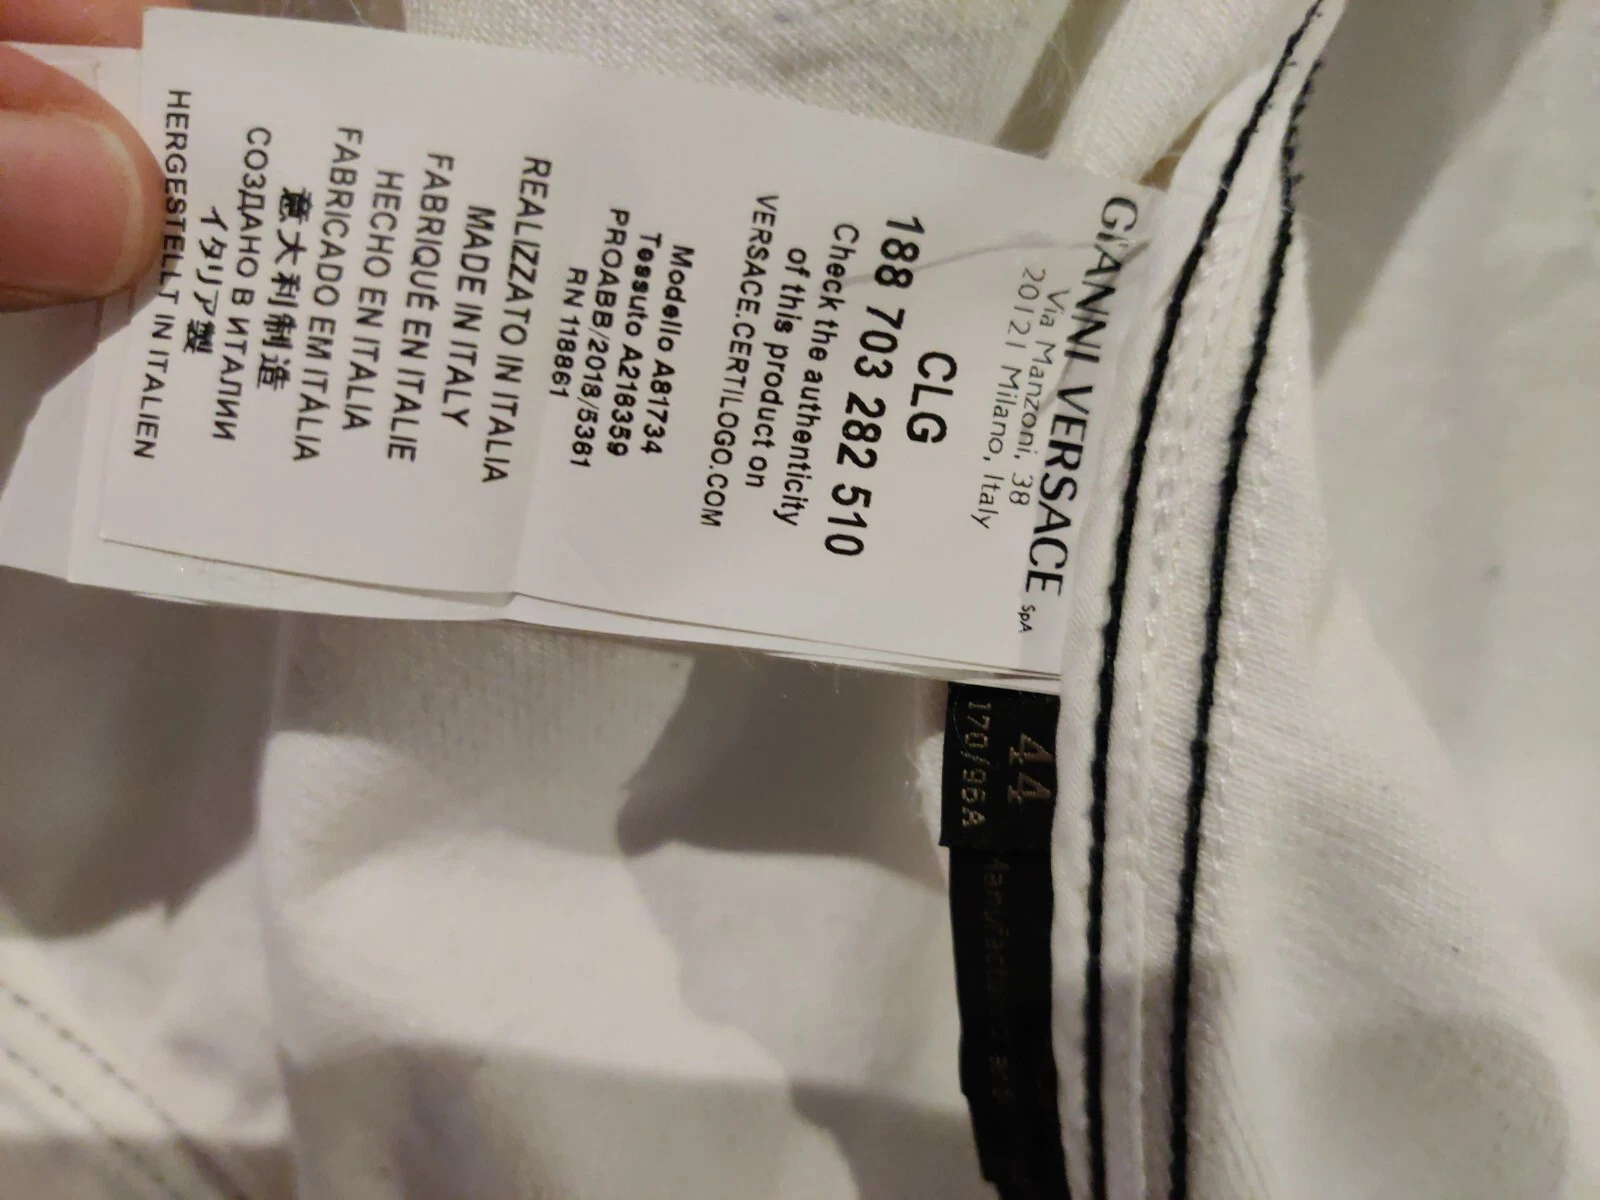 GIANNI VERSACE SpA
Via Manzoni, 38
20121 Milano, Italy
CLG
188 703 282 510
Check the authenticity
of this product on
VERSACE.CERTILOGO.COM
Modello A81734
Tessuto A218359
PROABB/2018/5361
RN 118861
REALIZZATO IN ITALIA
MADE IN ITALY
FABRIQUÉ EN ITALIE
HECHO EN ITALIA
FABRICADO EM ITÁLIA
意大利制造
СОЗДАНО В ИТАЛИИ
イタリア製
HERGESTELLT IN ITALIEN
44
170/96A